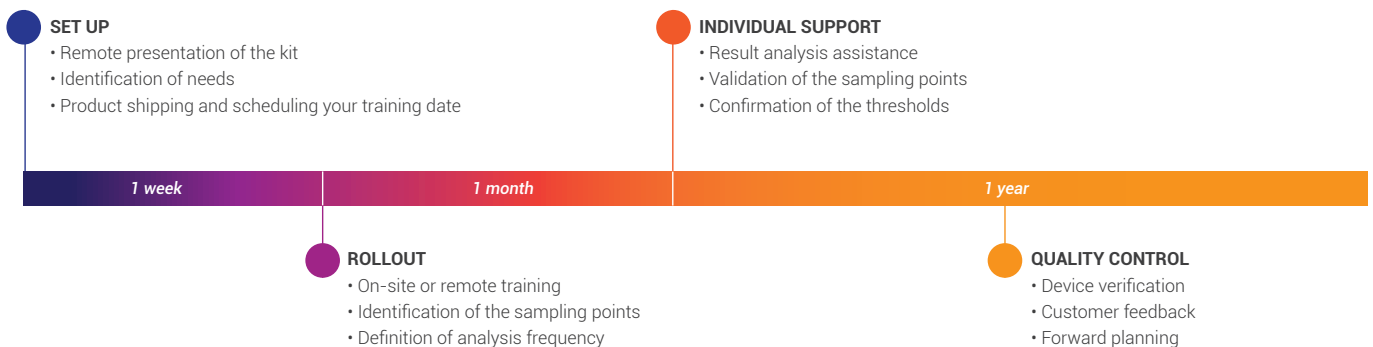 SET UP
• Remote presentation of the kit
• Identification of needs
• Product shipping and scheduling your training date
INDIVIDUAL SUPPORT
• Result analysis assistance
• Validation of the sampling points
• Confirmation of the thresholds
1 week
1 month
1 year
ROLLOUT
• On-site or remote training
• Identification of the sampling points
• Definition of analysis frequency
QUALITY CONTROL
• Device verification
• Customer feedback
• Forward planning